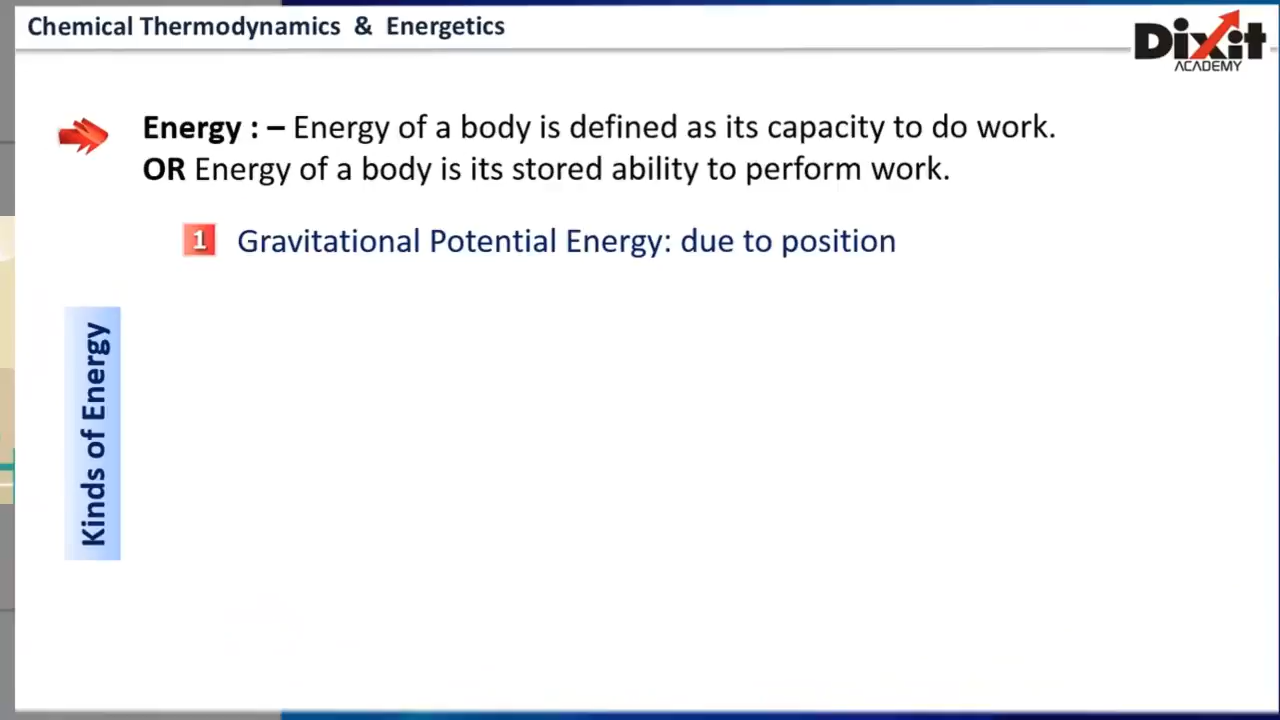 Chemical Thermodynamics & Energetics
Dixit
ACADEMY
Energy : – Energy of a body is defined as its capacity to do work.
OR Energy of a body is its stored ability to perform work.
1 Gravitational Potential Energy: due to position
Kinds of Energy